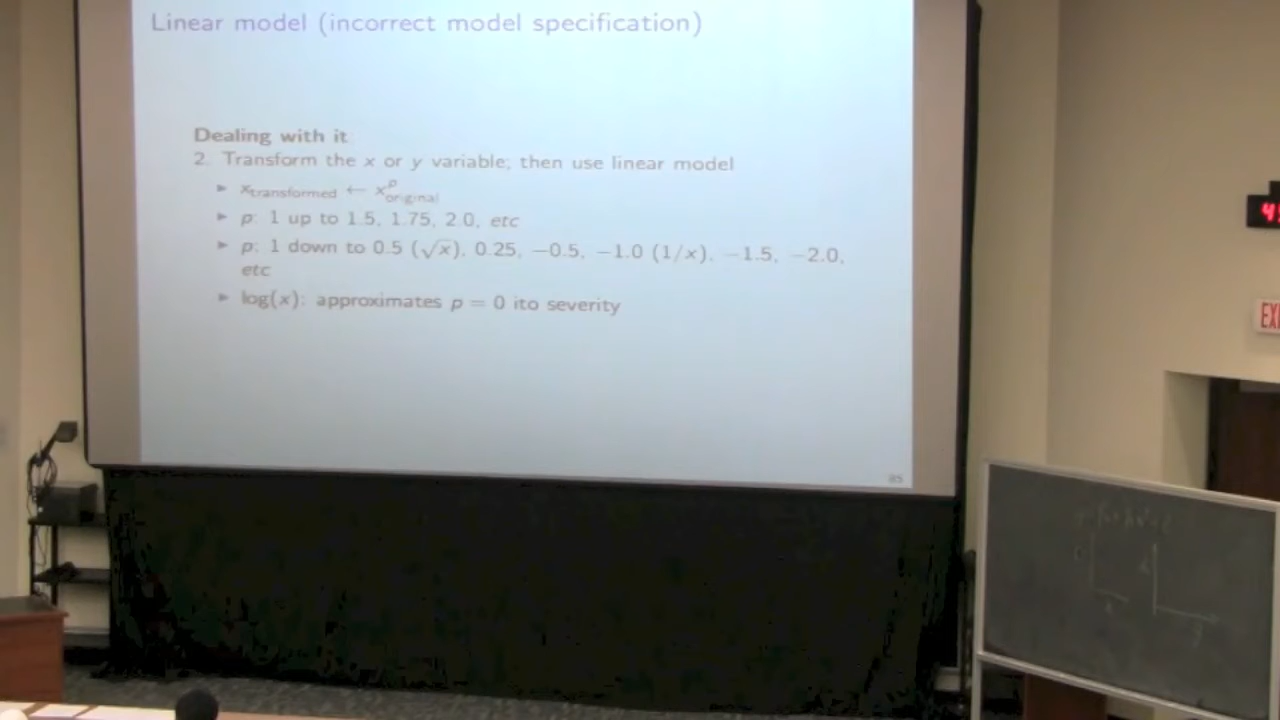 Linear model (incorrect model specification)
Dealing with it
2. Transform the x or y variable; then use linear model
▸ x_transformed ← x^p_original
▸ p: 1 up to 1.5, 1.75, 2.0, etc
▸ p: 1 down to 0.5 (√x), 0.25, −0.5, −1.0 (1/x), −1.5, −2.0,
etc
▸ log(x): approximates p = 0 ito severity